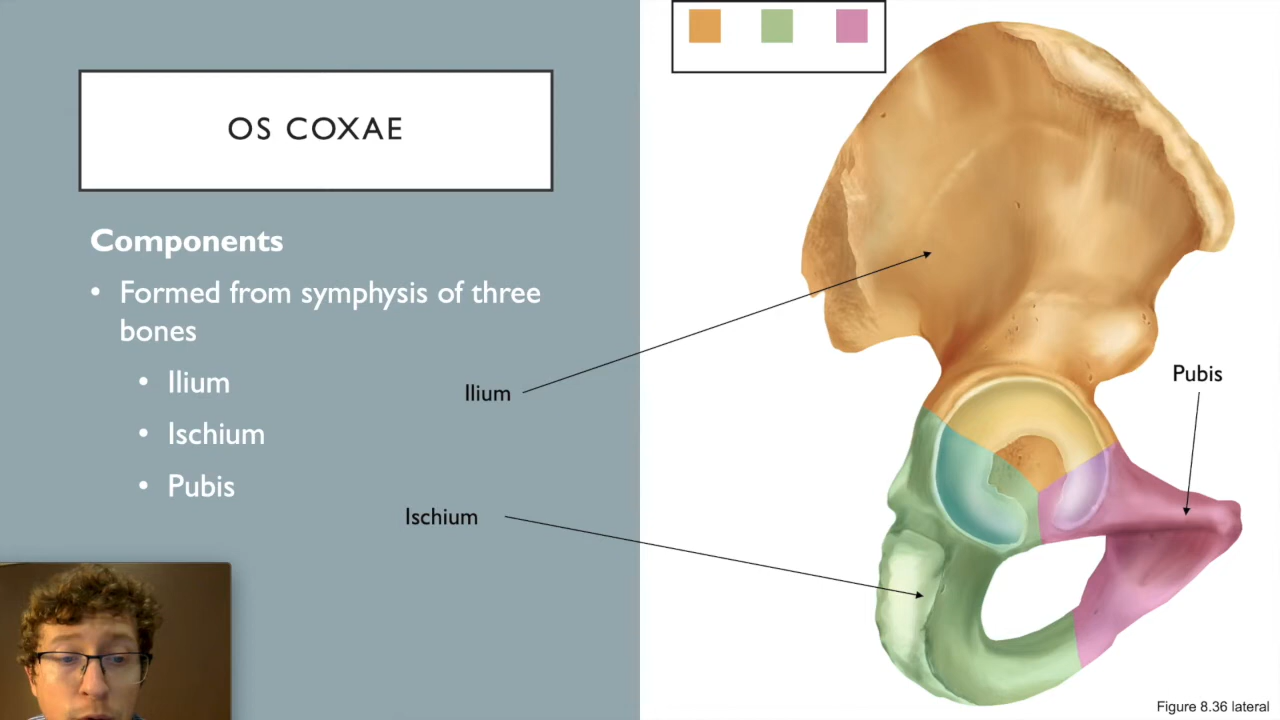 OS COXAE
Components
• Formed from symphysis of three
bones
• Ilium
• Ischium
• Pubis
Ilium
Ischium
Pubis
Figure 8.36 lateral